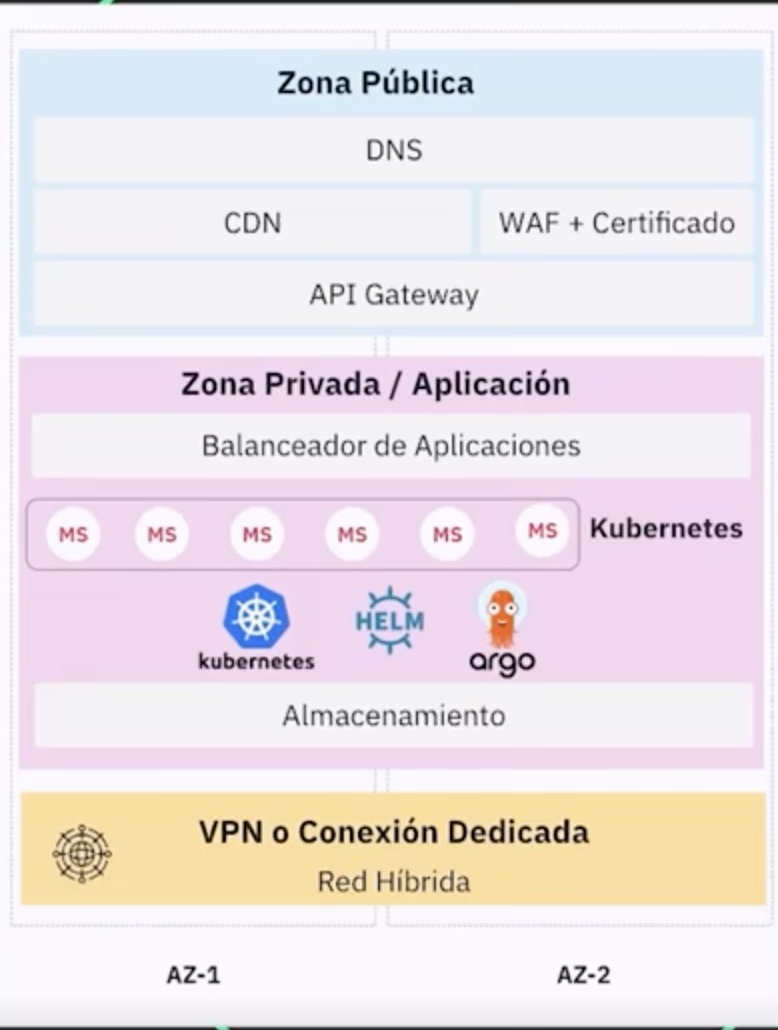 Zona Pública
DNS
CDN
WAF + Certificado
API Gateway
Zona Privada / Aplicación
Balanceador de Aplicaciones
MS MS MS MS MS MS
Kubernetes
kubernetes
HELM
argo
Almacenamiento
VPN o Conexión Dedicada
Red Híbrida
AZ-1
AZ-2